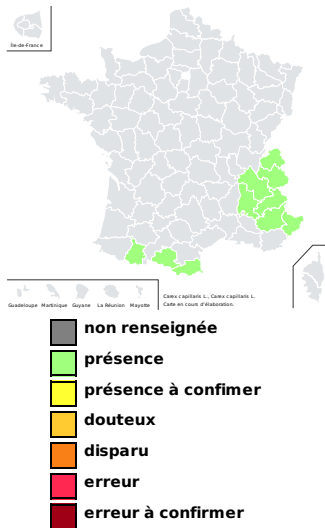 Île-de-France
Guadeloupe Martinique Guyane La Réunion Mayotte
Carex capillaris L., Carex capillaris L.
Carte en cours d'élaboration.
non renseignée
présence
présence à confimer
douteux
disparu
erreur
erreur à confirmer